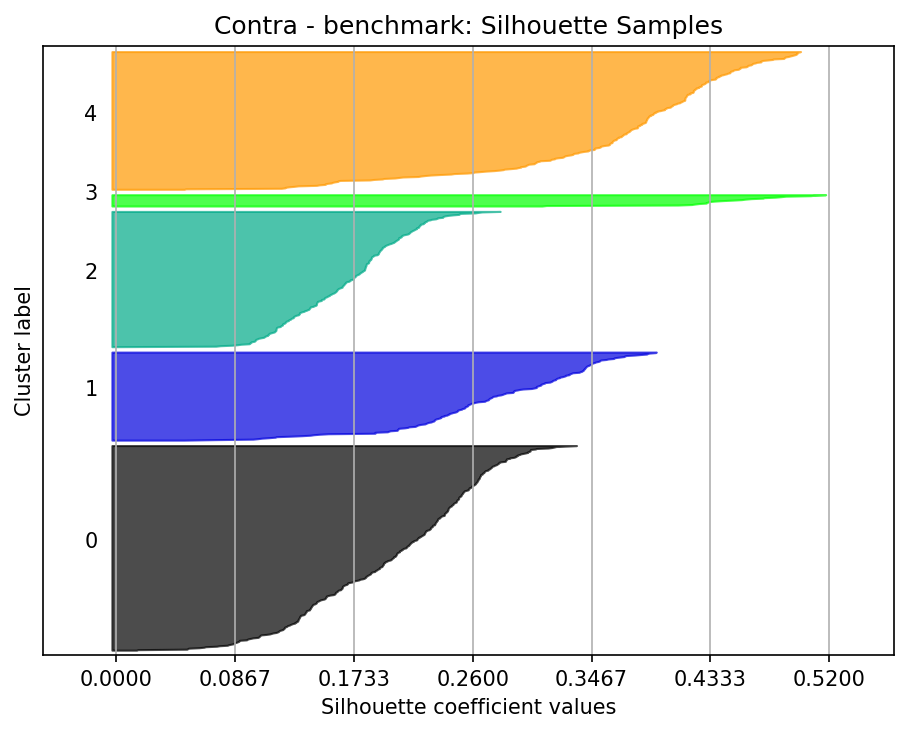 Contra - benchmark: Silhouette Samples
Cluster label
4
3
2
1
0
0.0000 0.0867 0.1733 0.2600 0.3467 0.4333 0.5200
Silhouette coefficient values